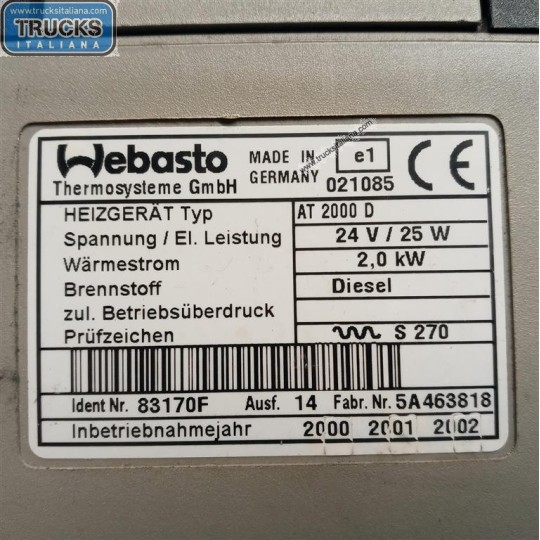 www.trucksitaliana.com
TRUCKS
ITALIANA
Webasto
Thermosysteme GmbH
MADE IN
GERMANY
e1
021085
CE
www.trucksitaliana.com
HEIZGERÄT Typ AT 2000 D
Spannung / El. Leistung 24 V / 25 W
Wärmestrom 2,0 kW
Brennstoff Diesel
zul. Betriebsüberdruck
Prüfzeichen S 270
Ident Nr. 83170F Ausf. 14 Fabr. Nr. 5A463818
Inbetriebnahmejahr 2000 2001 2002